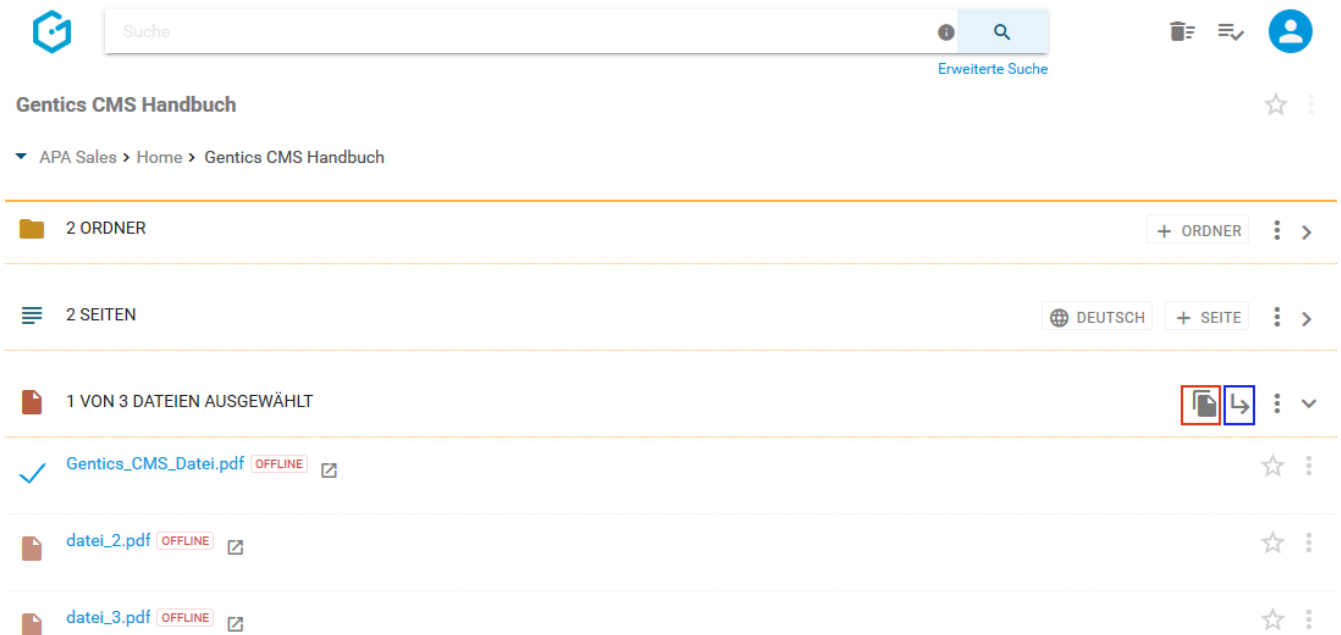 Suche
Erweiterte Suche
Gentics CMS Handbuch
APA Sales > Home > Gentics CMS Handbuch
2 ORDNER + ORDNER
2 SEITEN DEUTSCH + SEITE
1 VON 3 DATEIEN AUSGEWÄHLT
Gentics_CMS_Datei.pdf OFFLINE
datei_2.pdf OFFLINE
datei_3.pdf OFFLINE